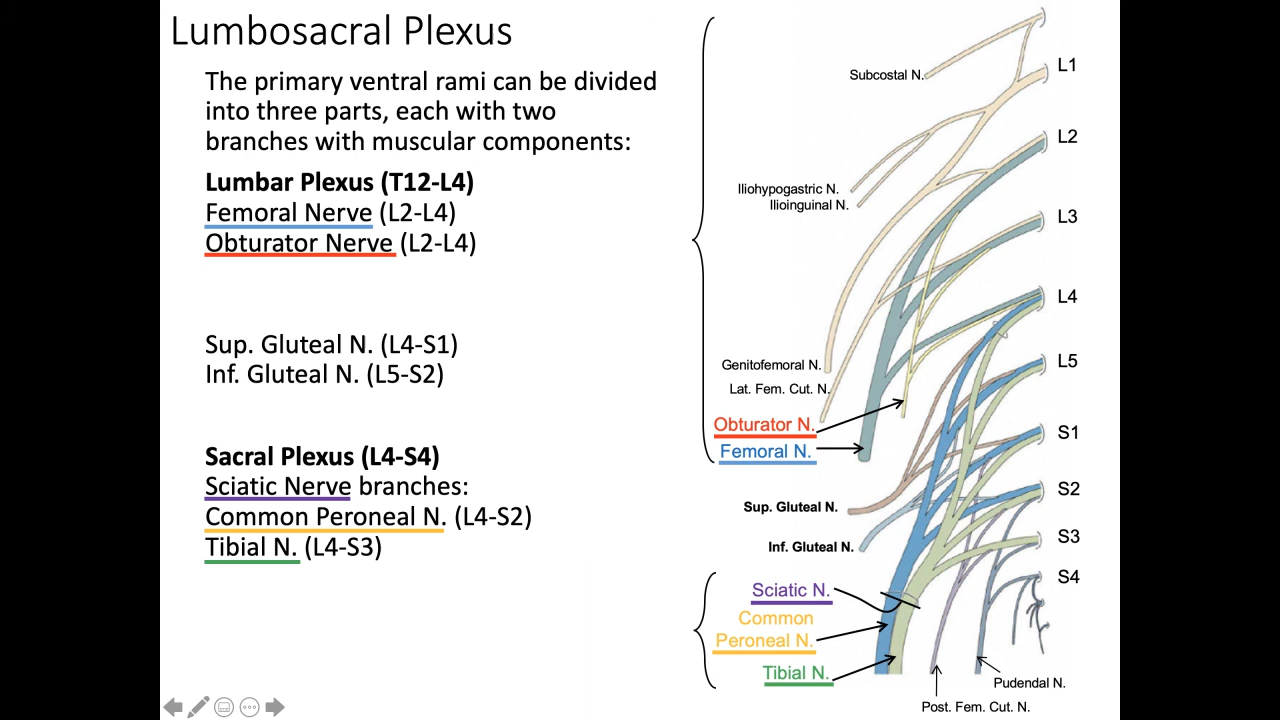 Lumbosacral Plexus
The primary ventral rami can be divided
into three parts, each with two
branches with muscular components:
Lumbar Plexus (T12-L4)
Femoral Nerve (L2-L4)
Obturator Nerve (L2-L4)
Sup. Gluteal N. (L4-S1)
Inf. Gluteal N. (L5-S2)
Sacral Plexus (L4-S4)
Sciatic Nerve branches:
Common Peroneal N. (L4-S2)
Tibial N. (L4-S3)
Subcostal N.
L1
L2
Iliohypogastric N.
Ilioinguinal N.
L3
L4
Genitofemoral N.
L5
Lat. Fem. Cut. N.
Obturator N.
S1
Femoral N.
S2
Sup. Gluteal N.
S3
Inf. Gluteal N.
S4
Sciatic N.
Common
Peroneal N.
Tibial N.
Pudendal N.
Post. Fem. Cut. N.